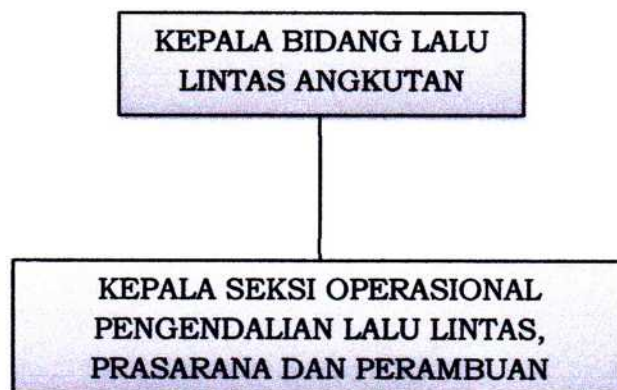 KEPALA BIDANG LALU
LINTAS ANGKUTAN
KEPALA SEKSI OPERASIONAL
PENGENDALIAN LALU LINTAS,
PRASARANA DAN PERAMBUAN